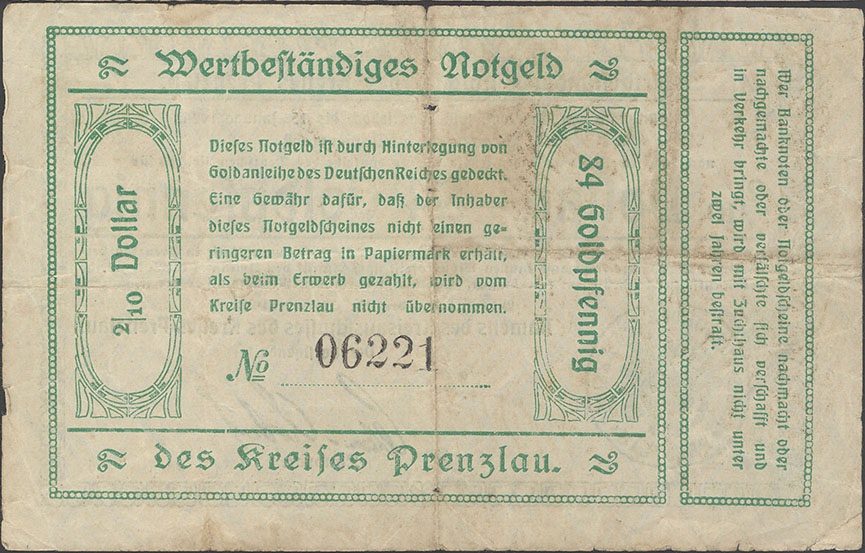 Wertbeständiges Notgeld
2/10 Dollar
Dieses Notgeld ist durch Hinterlegung von
Goldanleihe des Deutschen Reiches gedeckt.
Eine Gewähr dafür, daß der Inhaber
dieses Notgeldscheines nicht einen ge-
ringeren Betrag in Papiermark erhält,
als beim Erwerb gezahlt, wird vom
Kreise Prenzlau nicht übernommen.
No 06221
84 Goldpfennig
des Kreises Prenzlau.
Wer Banknoten oder Notgeldscheine nachmacht oder
nachgemachte oder verfälschte sich verschafft und
in Verkehr bringt, wird mit Zuchthaus nicht unter
zwei Jahren bestraft.